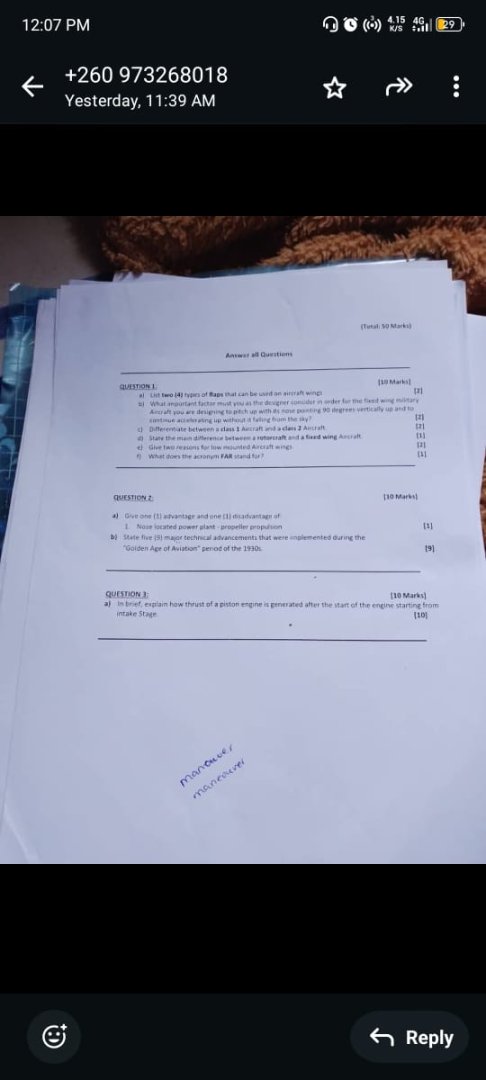 12:07 PM
4.15 K/S
4G
29
+260 973268018
Yesterday, 11:39 AM
(Total: 50 Marks)
Answer all Questions
QUESTION 1: [10 Marks]
a) List two (4) types of flaps that can be used on aircraft wings [2]
b) What important factor must you as the designer consider in order for the fixed wing military
Aircraft you are designing to pitch up with its nose pointing 90 degrees vertically up and to
continue accelerating up without it falling from the sky? [2]
c) Differentiate between a class 1 Aircraft and a class 2 Aircraft [2]
d) State the main difference between a rotorcraft and a fixed wing Aircraft [1]
e) Give two reasons for low mounted Aircraft wings [2]
f) What does the acronym FAR stand for? [1]
QUESTION 2: [10 Marks]
a) Give one (1) advantage and one (1) disadvantage of
1. Nose located power plant - propeller propulsion [1]
b) State five (9) major technical advancements that were implemented during the
"Golden Age of Aviation" period of the 1930s [9]
QUESTION 3: [10 Marks]
a) In brief, explain how thrust of a piston engine is generated after the start of the engine starting from
intake Stage. [10]
manouver
maneouver
Reply